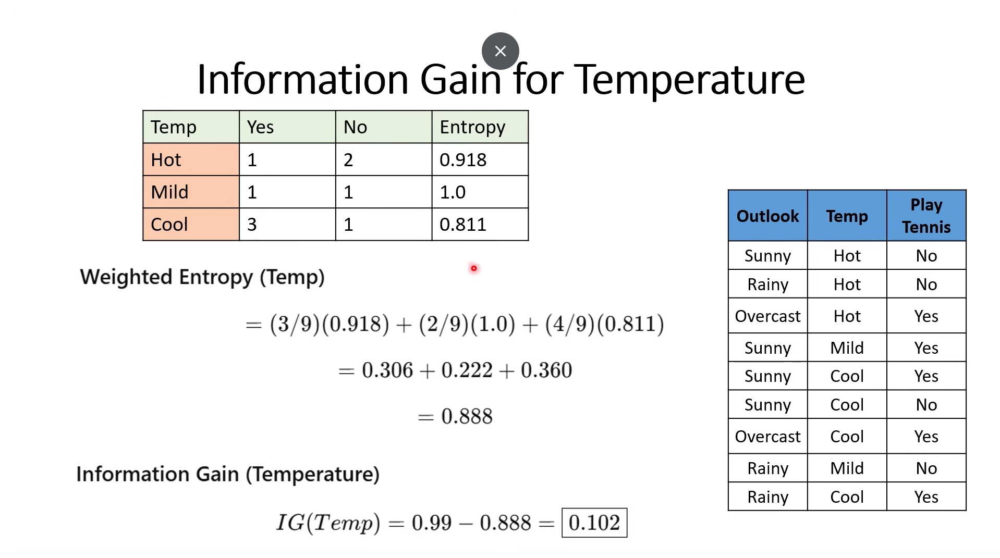 Information Gain for Temperature
Temp Yes No Entropy
Hot 1 2 0.918
Mild 1 1 1.0
Cool 3 1 0.811
Weighted Entropy (Temp)
= (3/9)(0.918) + (2/9)(1.0) + (4/9)(0.811)
= 0.306 + 0.222 + 0.360
= 0.888
Information Gain (Temperature)
IG(Temp) = 0.99 − 0.888 = 0.102
Outlook Temp Play Tennis
Sunny Hot No
Rainy Hot No
Overcast Hot Yes
Sunny Mild Yes
Sunny Cool Yes
Sunny Cool No
Overcast Cool Yes
Rainy Mild No
Rainy Cool Yes